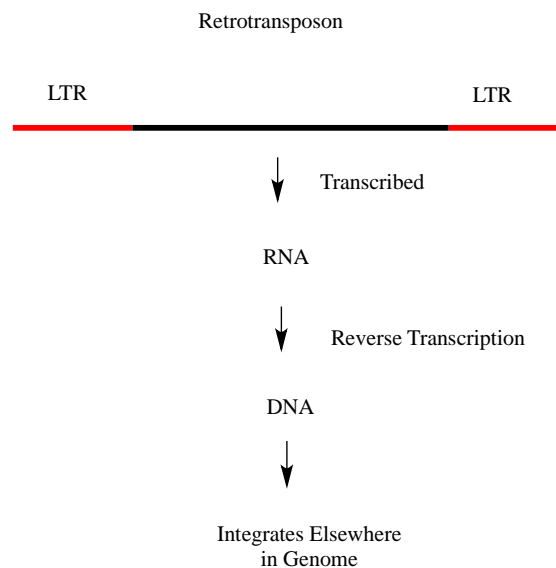 Retrotransposon
LTR
LTR
Transcribed
RNA
Reverse Transcription
DNA
Integrates Elsewhere
in Genome